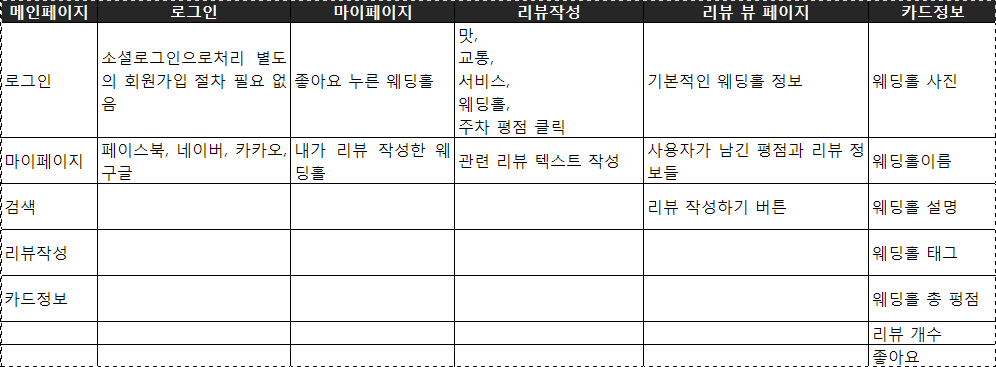 메인페이지 로그인 마이페이지 리뷰작성 리뷰 뷰 페이지 카드정보
로그인
소셜로그인으로처리 별도
의 회원가입 절차 필요 없
음
좋아요 누른 웨딩홀
맛,
교통,
서비스,
웨딩홀,
주차 평점 클릭
기본적인 웨딩홀 정보
웨딩홀 사진
마이페이지
페이스북, 네이버, 카카오,
구글
내가 리뷰 작성한 웨
딩홀
관련 리뷰 텍스트 작성
사용자가 남긴 평점과 리뷰 정
보들
웨딩홀이름
검색
리뷰 작성하기 버튼
웨딩홀 설명
리뷰작성
웨딩홀 태그
카드정보
웨딩홀 총 평점
리뷰 개수
좋아요